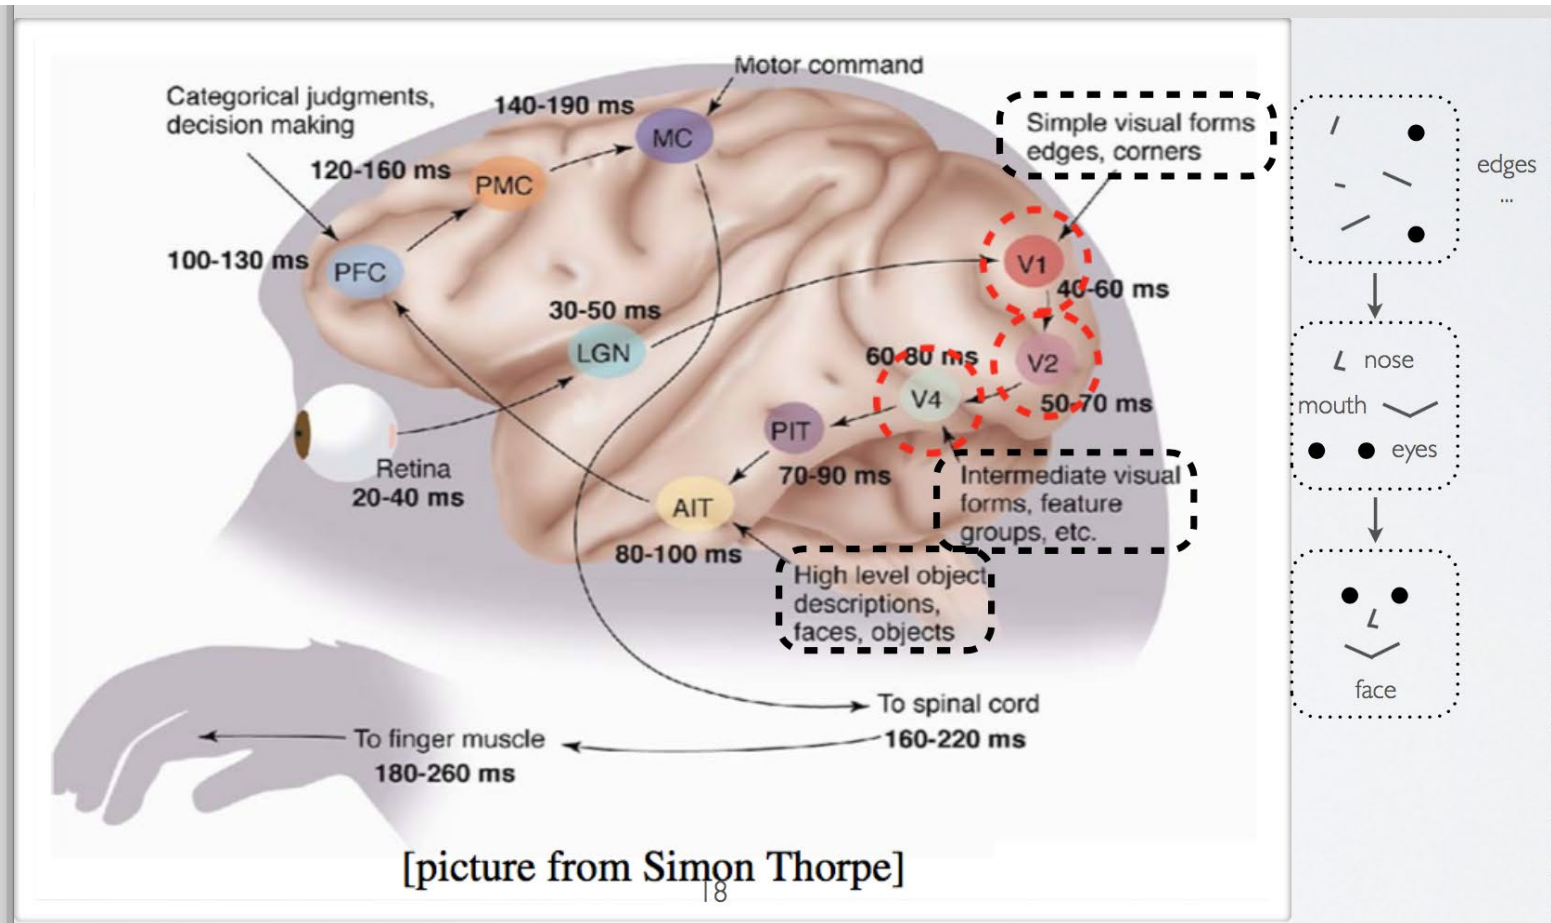 Motor command
Categorical judgments,
decision making
140-190 ms
MC
Simple visual forms
edges, corners
120-160 ms
PMC
100-130 ms
PFC
V1
40-60 ms
30-50 ms
LGN
60-80 ms
V2
50-70 ms
V4
PIT
70-90 ms
Retina
20-40 ms
Intermediate visual
forms, feature
groups, etc.
AIT
80-100 ms
High level object
descriptions,
faces, objects
To spinal cord
160-220 ms
To finger muscle
180-260 ms
[picture from Simon Thorpe]
18
edges
...
nose
mouth
eyes
face